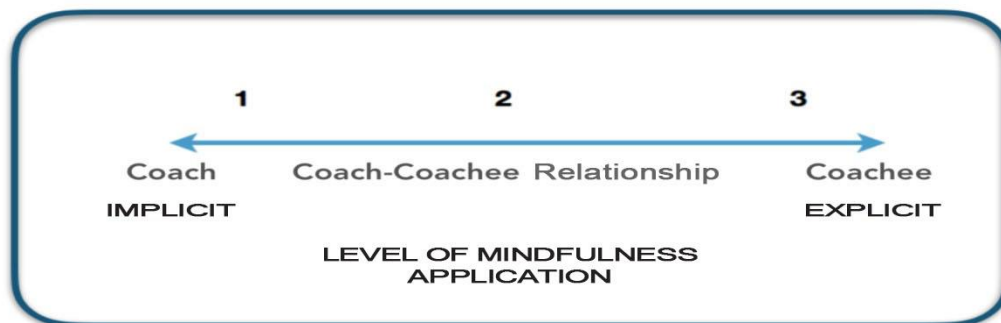 1 2 3
Coach Coach-Coachee Relationship Coachee
IMPLICIT EXPLICIT
LEVEL OF MINDFULNESS
APPLICATION